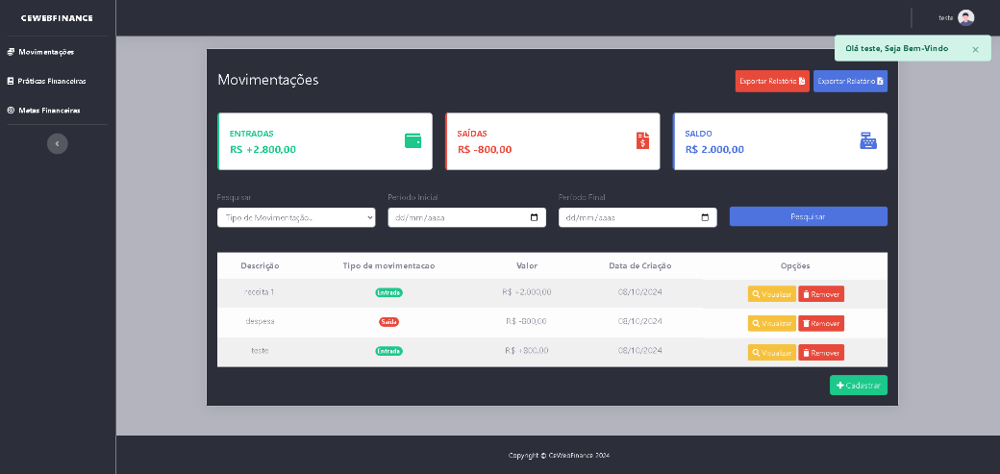 CEWEBFINANCE
teste
Movimentações
Práticas Financeiras
Metas Financeiras
Olá teste, Seja Bem-Vindo ×
Movimentações
Exportar Relatório
Exportar Relatório
ENTRADAS
R$ +2.800,00
SAÍDAS
R$ -800,00
SALDO
R$ 2.000,00
Pesquisar
Período Inicial
Período Final
Tipo de Movimentação...
dd/mm/aaaa
dd/mm/aaaa
Pesquisar
Descrição Tipo de movimentacao Valor Data de Criação Opções
receita 1 Entrada R$ +2.000,00 08/10/2024 Visualizar Remover
despesa Saída R$ -800,00 08/10/2024 Visualizar Remover
teste Entrada R$ +800,00 08/10/2024 Visualizar Remover
Cadastrar
Copyright © CeWebFinance 2024